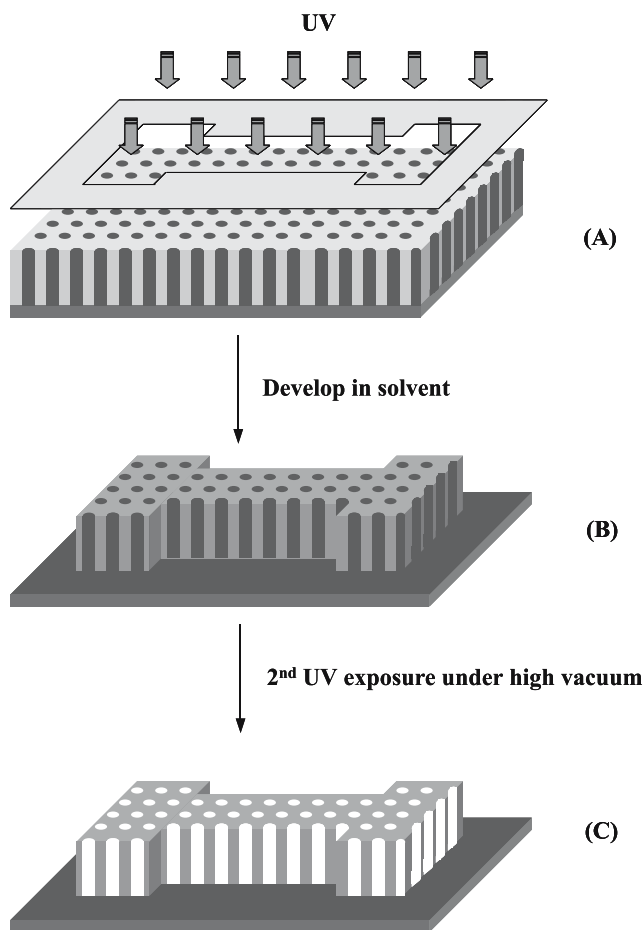 UV
(A)
Develop in solvent
(B)
2nd UV exposure under high vacuum
(C)